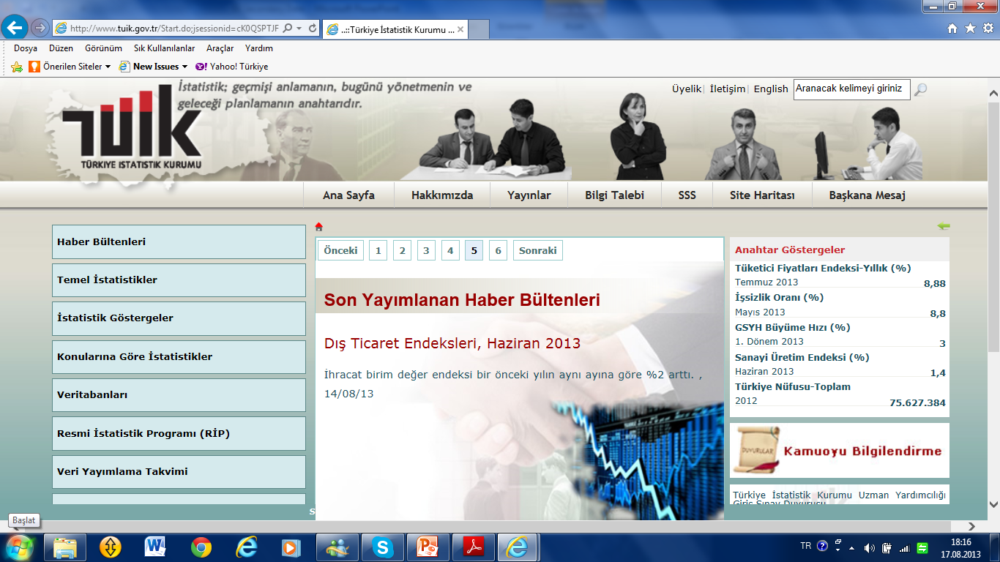 http://www.tuik.gov.tr/Start.do;jsessionid=cK0QSPTJF
..::Türkiye İstatistik Kurumu ...
Dosya Düzen Görünüm Sık Kullanılanlar Araçlar Yardım
Önerilen Siteler New Issues Yahoo! Türkiye
İstatistik; geçmişi anlamanın, bugünü yönetmenin ve
geleceği planlamanın anahtarıdır.
TUİK
TÜRKİYE İSTATİSTİK KURUMU
Üyelik| İletişim| English Aranacak kelimeyi giriniz
Ana Sayfa Hakkımızda Yayınlar Bilgi Talebi SSS Site Haritası Başkana Mesaj
Haber Bültenleri
Temel İstatistikler
İstatistik Göstergeler
Konularına Göre İstatistikler
Veritabanları
Resmi İstatistik Programı (RİP)
Veri Yayımlama Takvimi
Önceki 1 2 3 4 5 6 Sonraki
Son Yayımlanan Haber Bültenleri
Dış Ticaret Endeksleri, Haziran 2013
İhracat birim değer endeksi bir önceki yılın aynı ayına göre %2 arttı. ,
14/08/13
Anahtar Göstergeler
Tüketici Fiyatları Endeksi-Yıllık (%)
Temmuz 2013 8,88
İşsizlik Oranı (%)
Mayıs 2013 8,8
GSYH Büyüme Hızı (%)
1. Dönem 2013 3
Sanayi Üretim Endeksi (%)
Haziran 2013 1,4
Türkiye Nüfusu-Toplam
2012 75.627.384
DUYURULAR
Kamuoyu Bilgilendirme
Türkiye İstatistik Kurumu Uzman Yardımcılığı
Giriş Sınav Duyurusu
s
Başlat
TR 18:16
17.08.2013